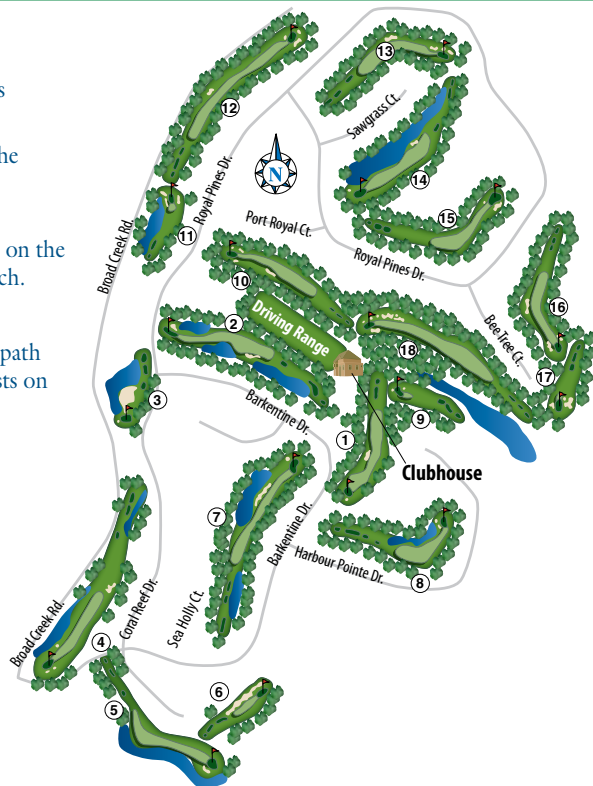 s
he
on the
ch.
path
sts on
13
12
Sawgrass Ct.
N
14
Royal Pines Dr.
11
Broad Creek Rd.
Port Royal Ct.
15
Royal Pines Dr.
10
16
2
Driving Range
Bee Tree Ct.
18
17
3
9
Barkentine Dr.
1
Clubhouse
7
Barkentine Dr.
8
Harbour Pointe Dr.
Broad Creek Rd.
Coral Reef Dr.
Sea Holly Ct.
4
6
5